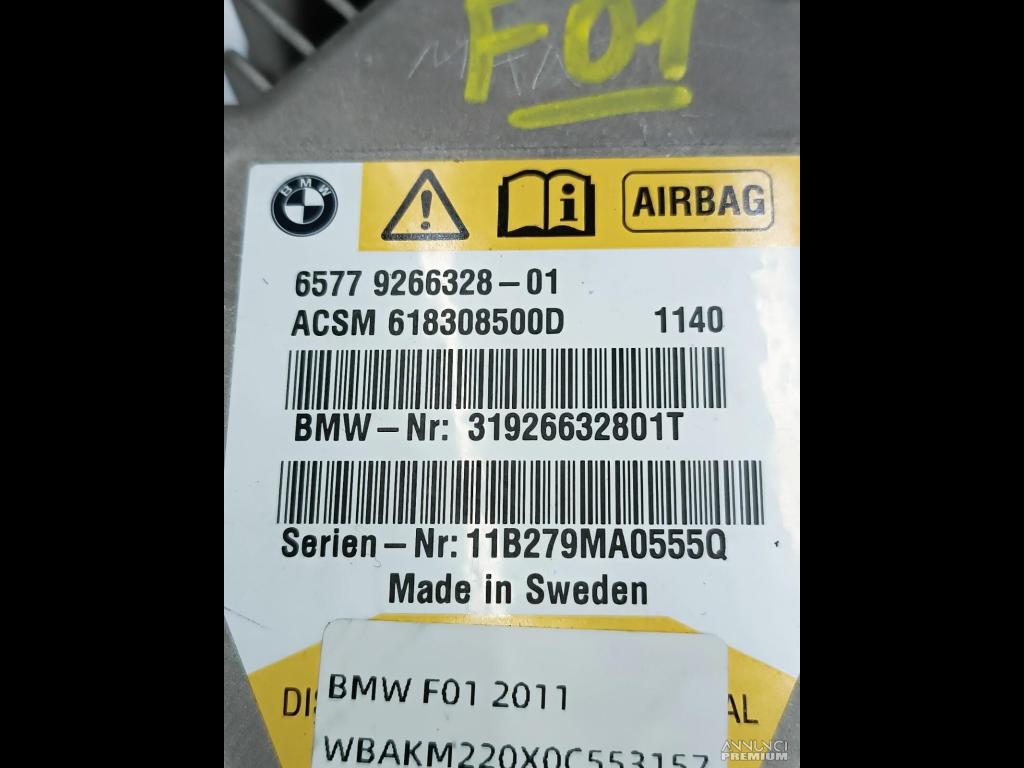 F01
BMW
AIRBAG
6577 9266328-01
ACSM 618308500D 1140
BMW-Nr: 31926632801T
Serien-Nr: 11B279MA0555Q
Made in Sweden
BMW F01 2011
WBAKM220X0C553157
ANNUNCI
PREMIUM